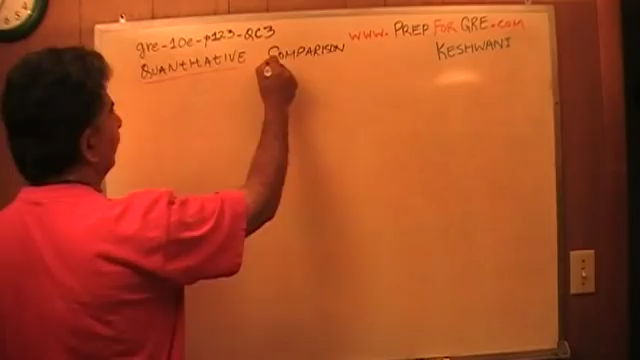 gre-10e-p123-QC3
QUANtItAtIVE COMPARISON
www.PREPFORGRE.com
KESHWANI